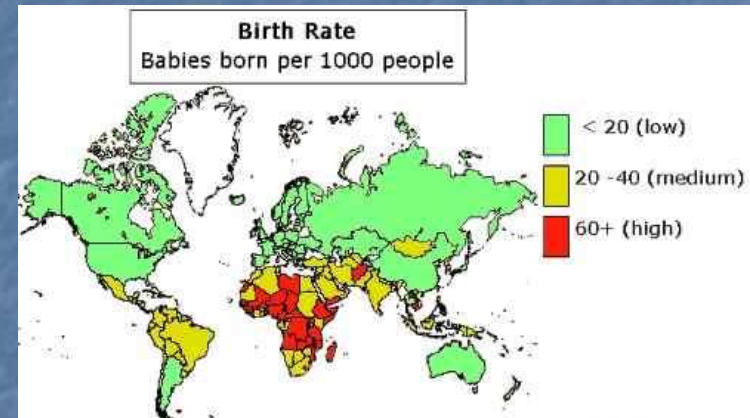 Birth Rate
Babies born per 1000 people
< 20 (low)
20 -40 (medium)
60+ (high)